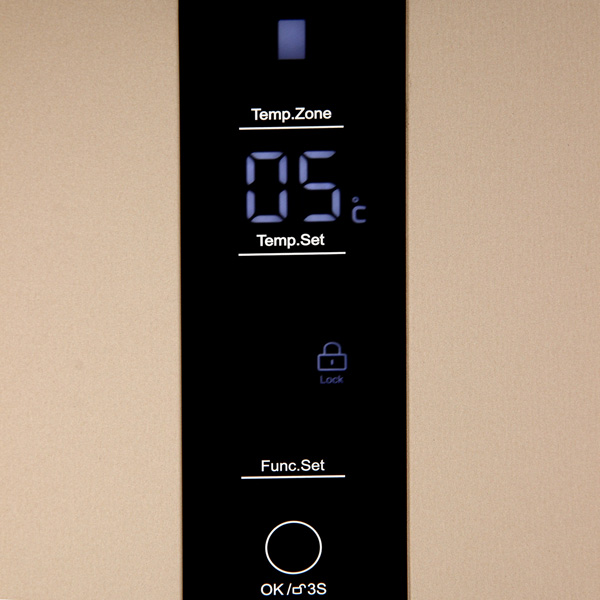 Temp.Zone
05 °C
Temp.Set
Lock
Func.Set
OK /🔓3S